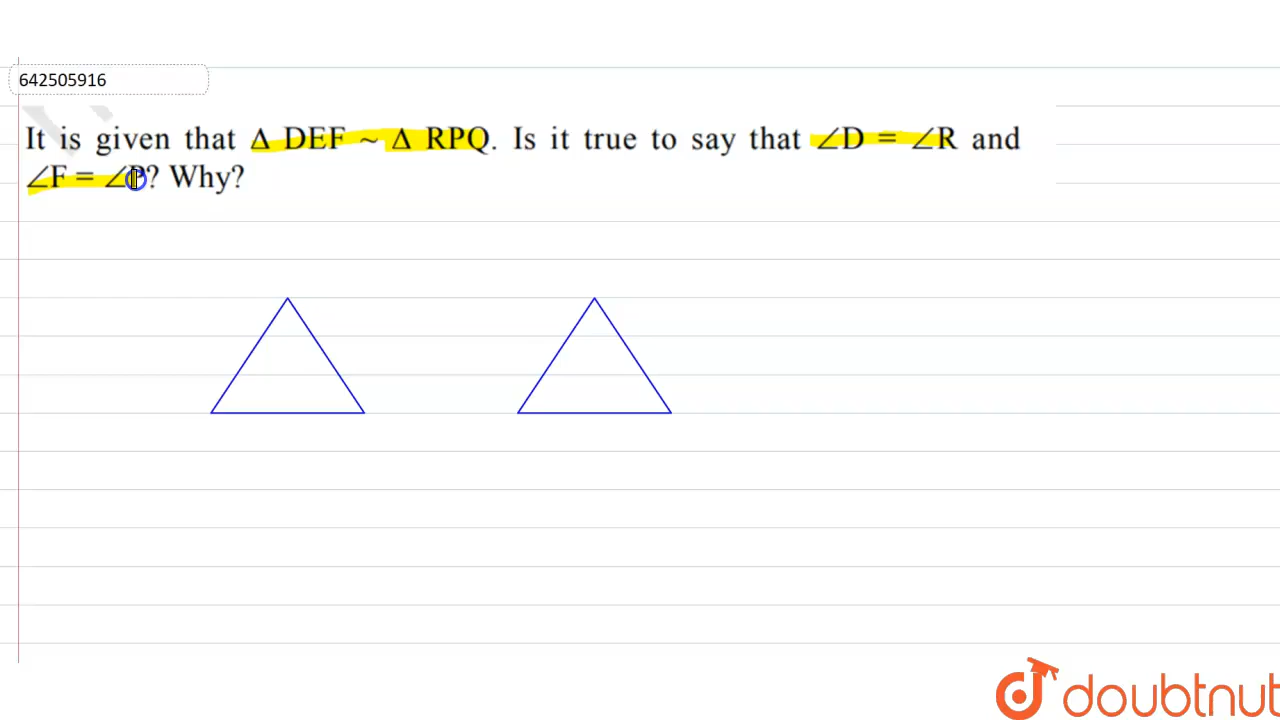 642505916
It is given that Δ DEF ~ Δ RPQ. Is it true to say that ∠D = ∠R and
∠F = ∠P? Why?
doubtnut